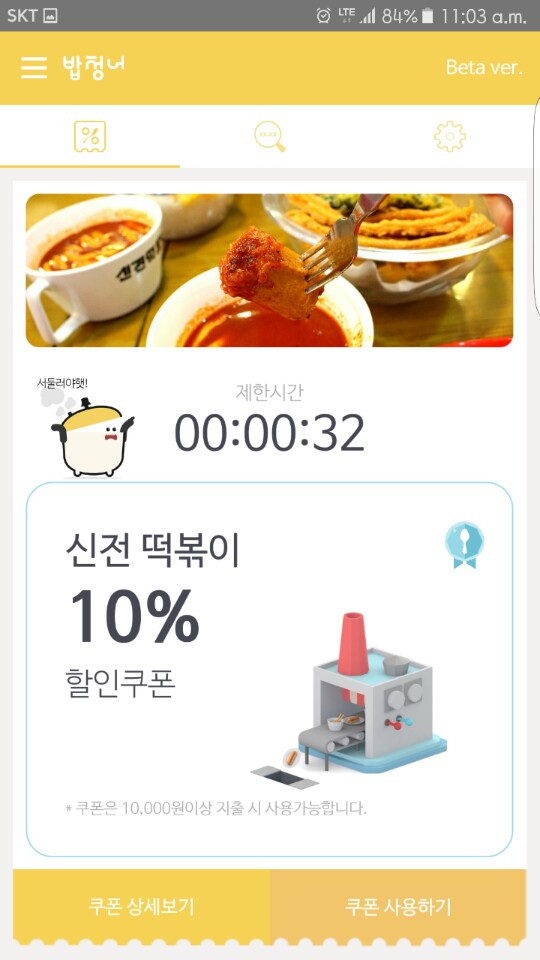 SKT LTE 84% 11:03 a.m.
밥정너 Beta ver.
%
서둘러야햇!
제한시간
00:00:32
신전 떡볶이
10%
할인쿠폰
* 쿠폰은 10,000원이상 지출 시 사용가능합니다.
쿠폰 상세보기 쿠폰 사용하기